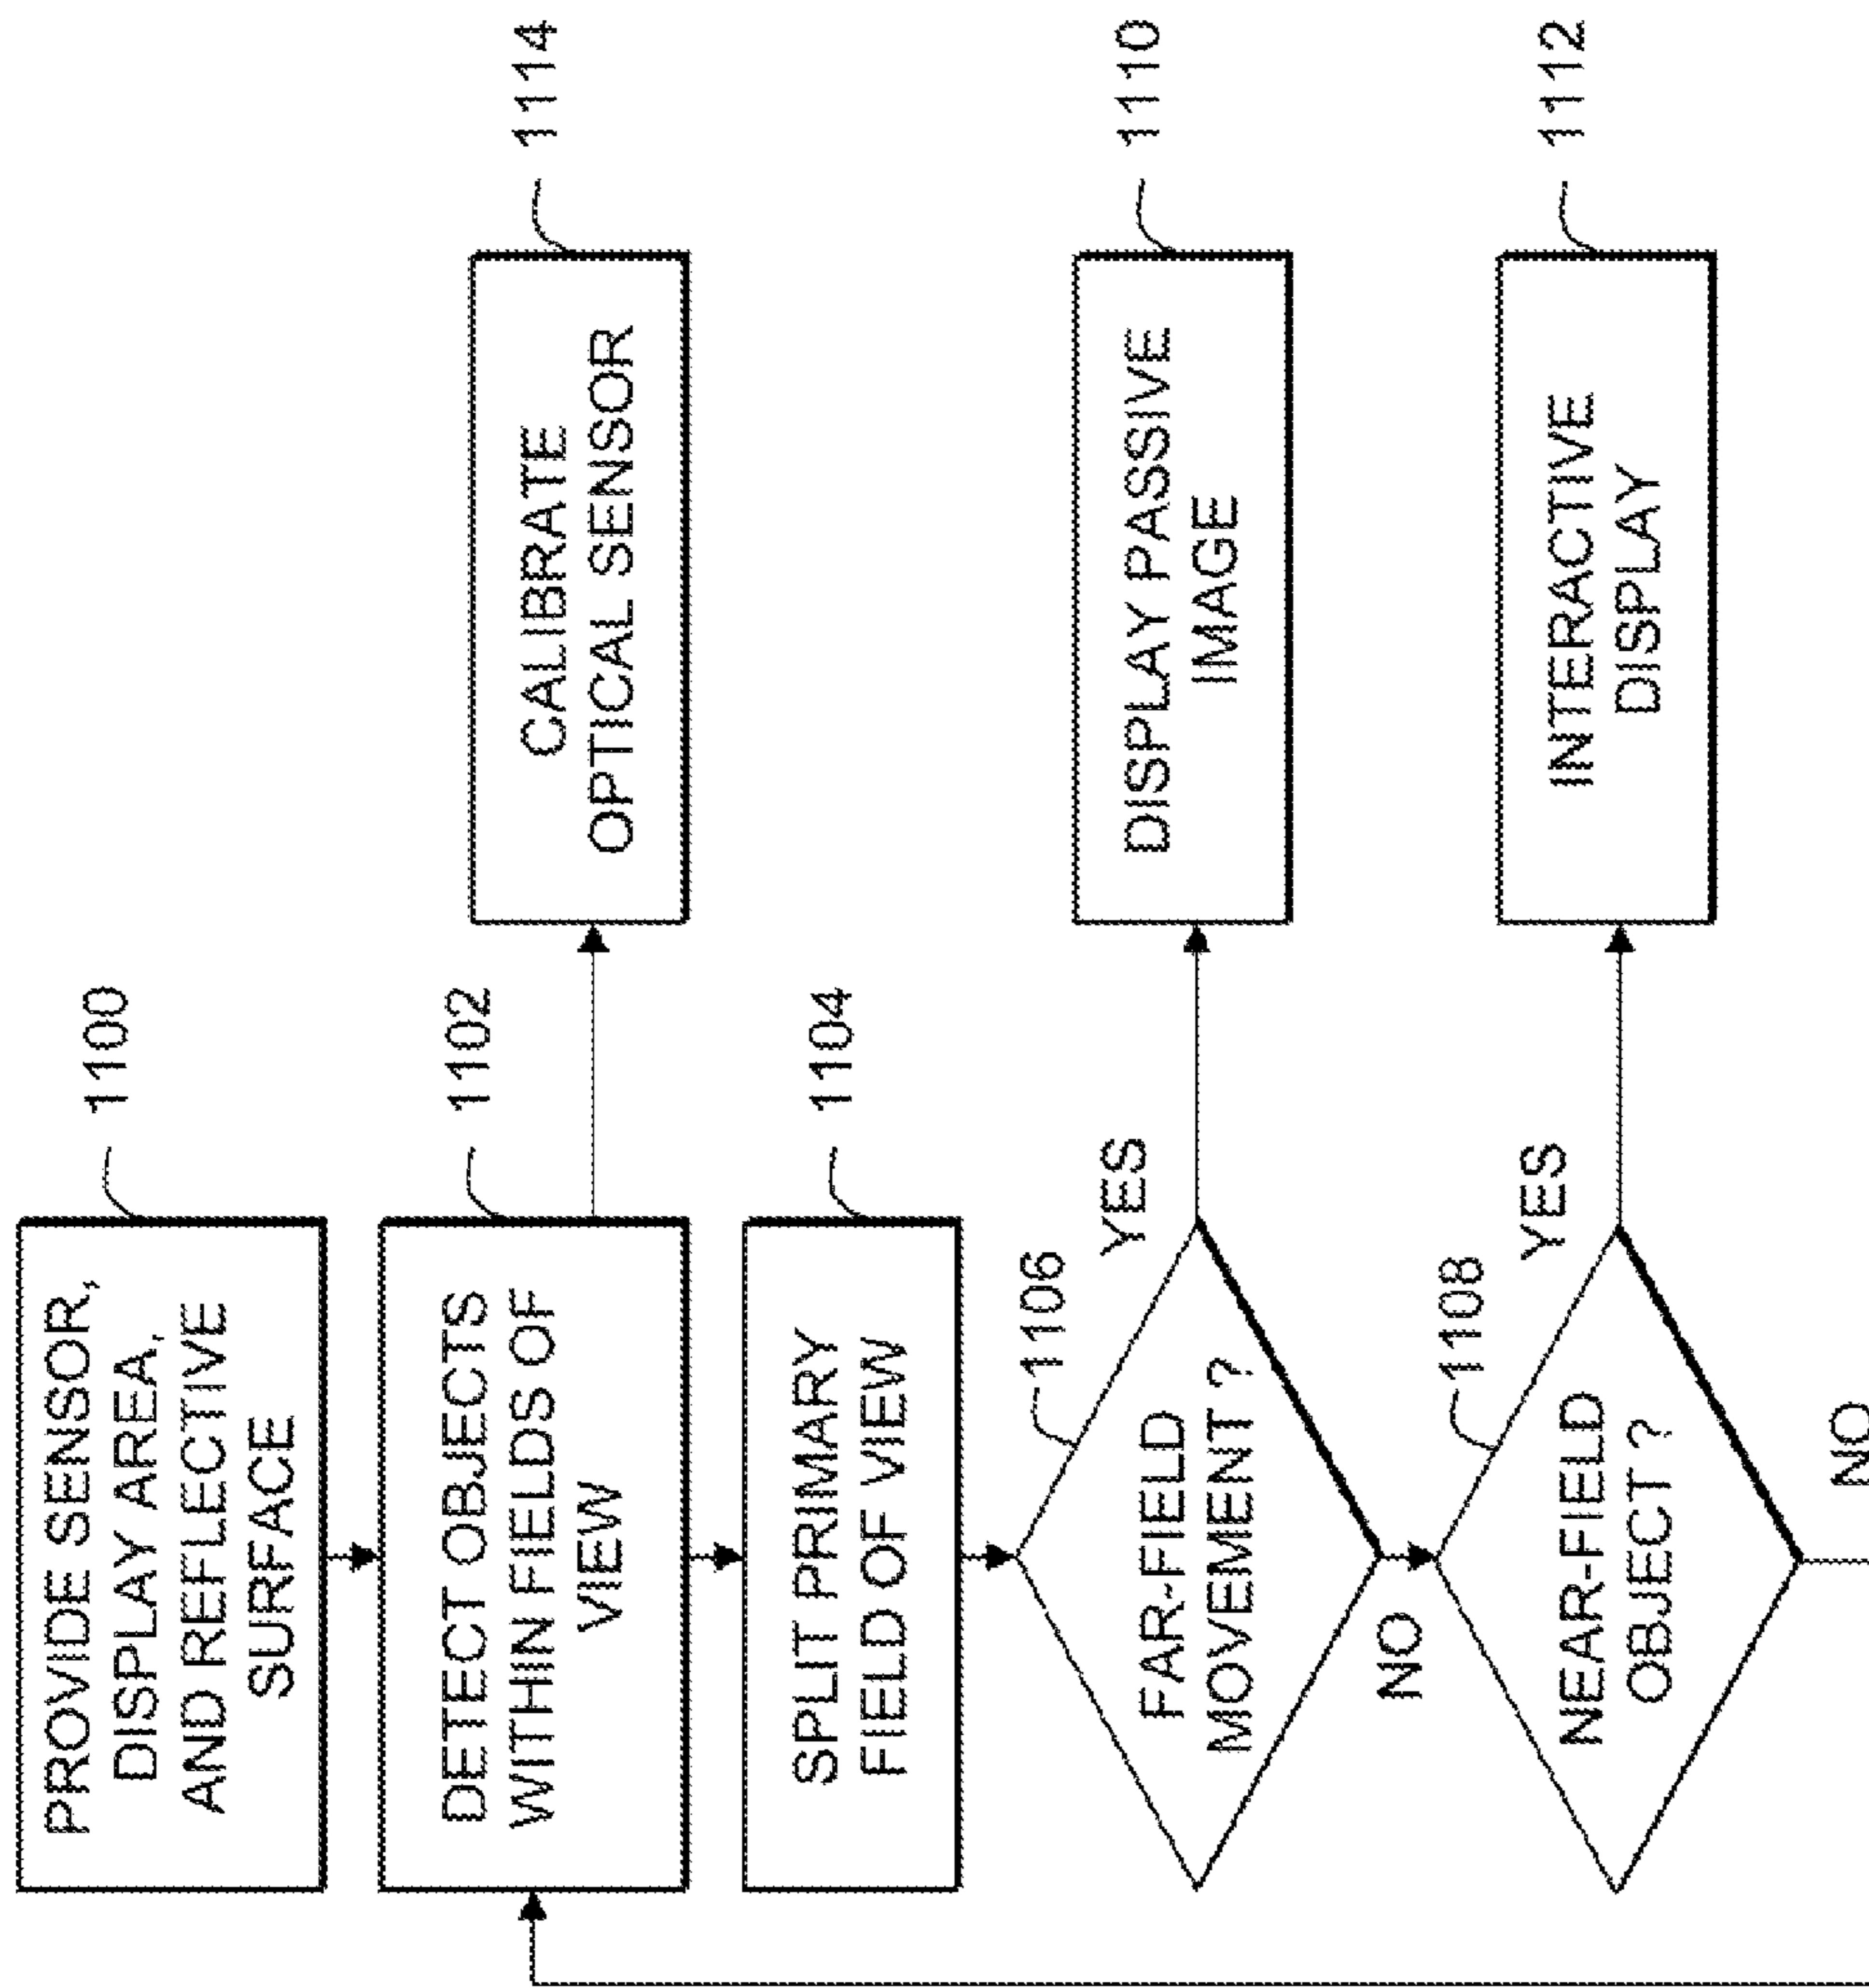 PROVIDE SENSOR,
DISPLAY AREA,
AND REFLECTIVE
SURFACE
1100
DETECT OBJECTS
WITHIN FIELDS OF
VIEW
1102
CALIBRATE
OPTICAL SENSOR
1114
SPLIT PRIMARY
FIELD OF VIEW
1104
FAR-FIELD
MOVEMENT ?
1106
YES
DISPLAY PASSIVE
IMAGE
1110
NO
NEAR-FIELD
OBJECT ?
1108
YES
INTERACTIVE
DISPLAY
1112
NO